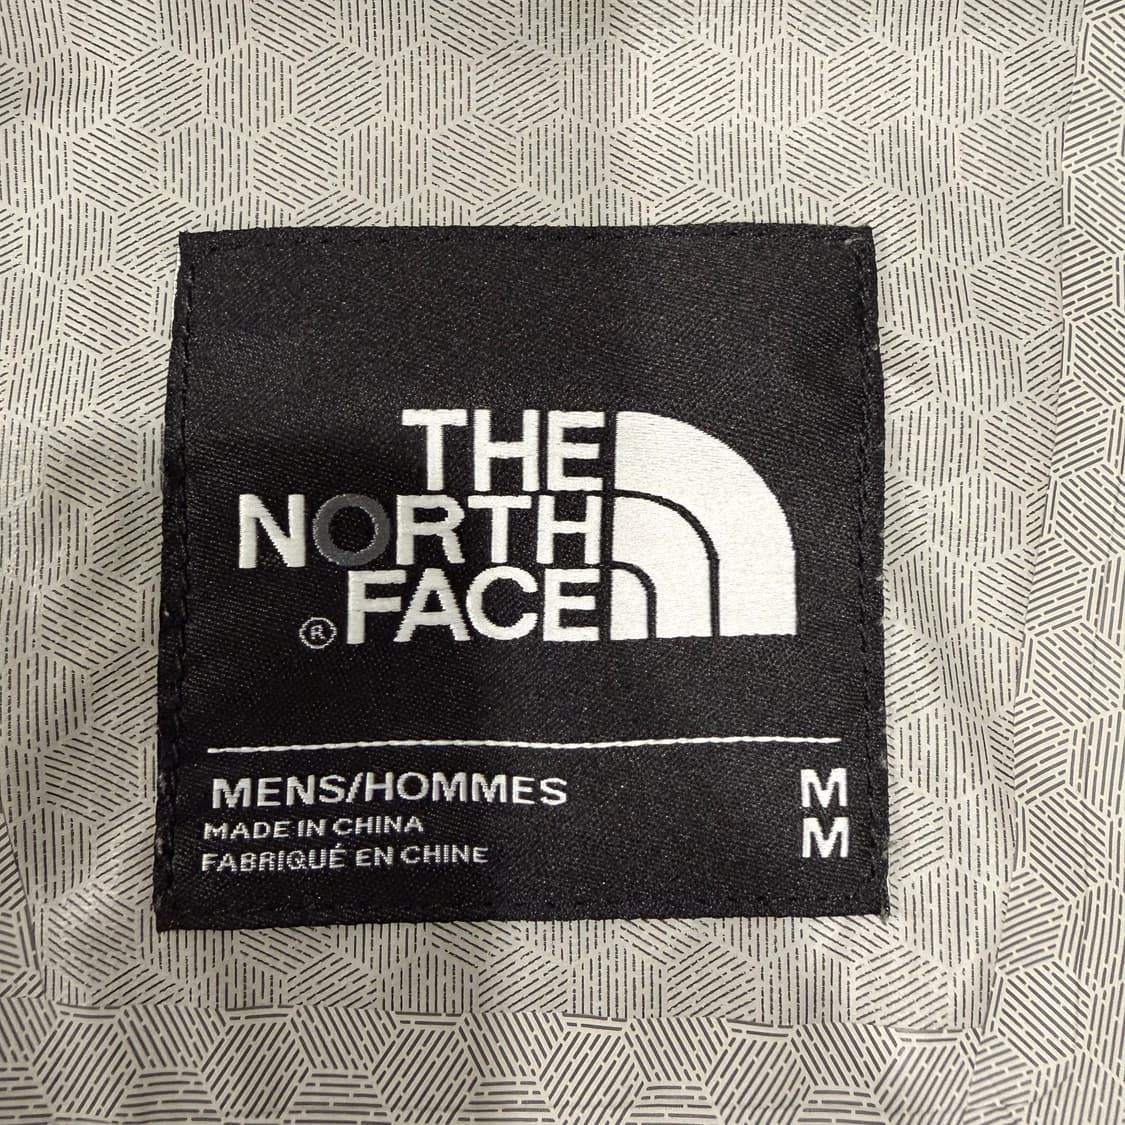 THE
NORTH
FACE
®
MENS/HOMMES M
MADE IN CHINA M
FABRIQUÉ EN CHINE